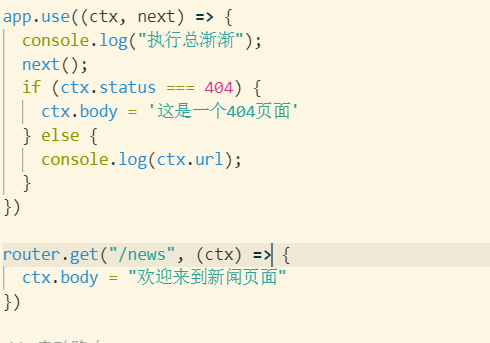 app.use((ctx, next) => {
  console.log("执行总渐渐");
  next();
  if (ctx.status === 404) {
    ctx.body = '这是一个404页面'
  } else {
    console.log(ctx.url);
  }
})
router.get("/news", (ctx) => {
  ctx.body = "欢迎来到新闻页面"
})